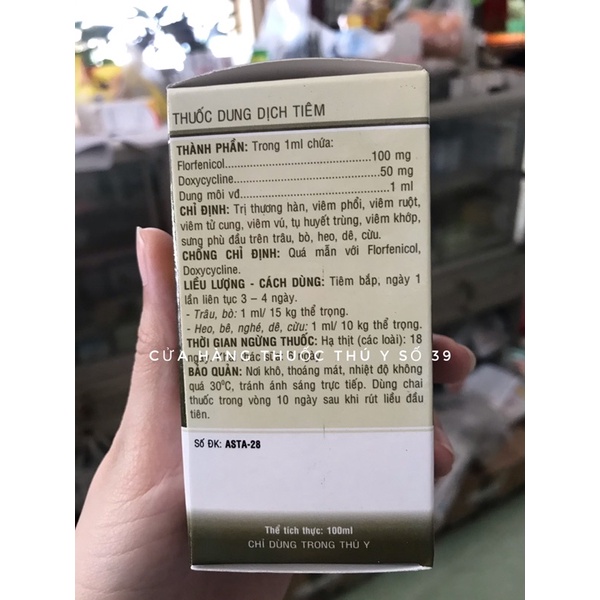 THUỐC DUNG DỊCH TIÊM
THÀNH PHẦN: Trong 1ml chứa:
Florfenicol........................................100 mg
Doxycycline........................................50 mg
Dung môi vđ........................................1 ml
CHỈ ĐỊNH: Trị thương hàn, viêm phổi, viêm ruột,
viêm tử cung, viêm vú, tụ huyết trùng, viêm khớp,
sưng phù đầu trên trâu, bò, heo, dê, cừu.
CHỐNG CHỈ ĐỊNH: Quá mẫn với Florfenicol,
Doxycycline.
LIỀU LƯỢNG - CÁCH DÙNG: Tiêm bắp, ngày 1
lần liên tục 3 – 4 ngày.
- Trâu, bò: 1 ml/ 15 kg thể trọng.
- Heo, bê, nghé, dê, cừu: 1 ml/ 10 kg thể trọng.
THỜI GIAN NGỪNG THUỐC: Hạ thịt (các loài): 18
CỬA HÀNG THUỐC THÚ Y SỐ 39
BẢO QUẢN: Nơi khô, thoáng mát, nhiệt độ không
quá 30⁰C, tránh ánh sáng trực tiếp. Dùng chai
thuốc trong vòng 10 ngày sau khi rút liều đầu
tiên.
Số ĐK: ASTA-28
Thể tích thực: 100ml
CHỈ DÙNG TRONG THÚ Y